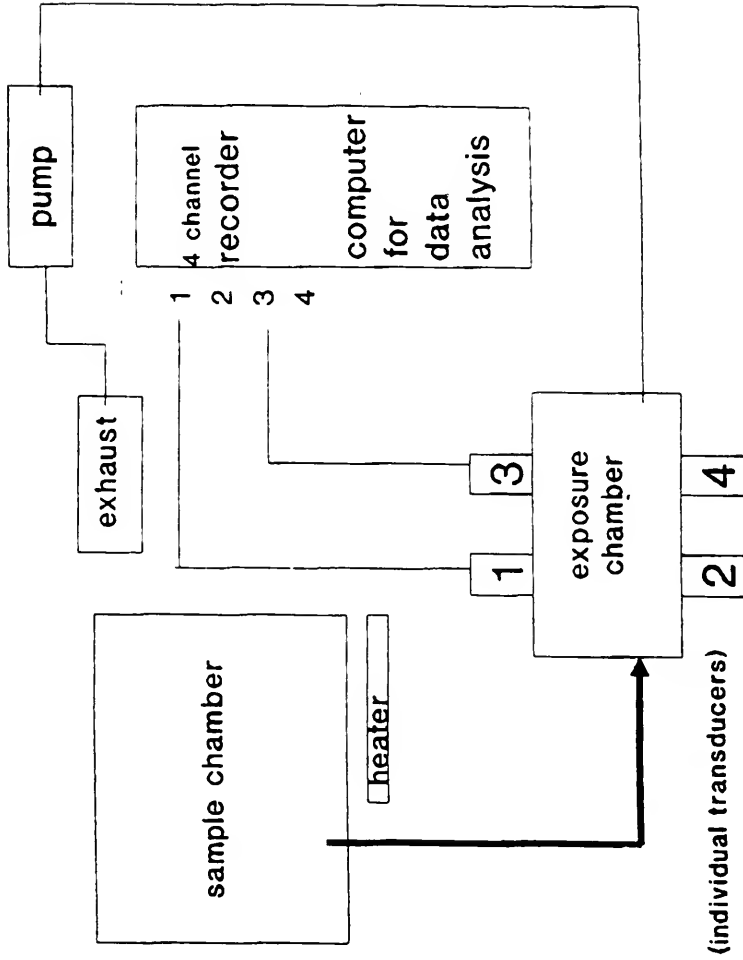 pump
exhaust
sample chamber
heater
1
2
3
4
4 channel
recorder
computer
for
data
analysis
1
3
exposure
chamber
(individual transducers)
2
4